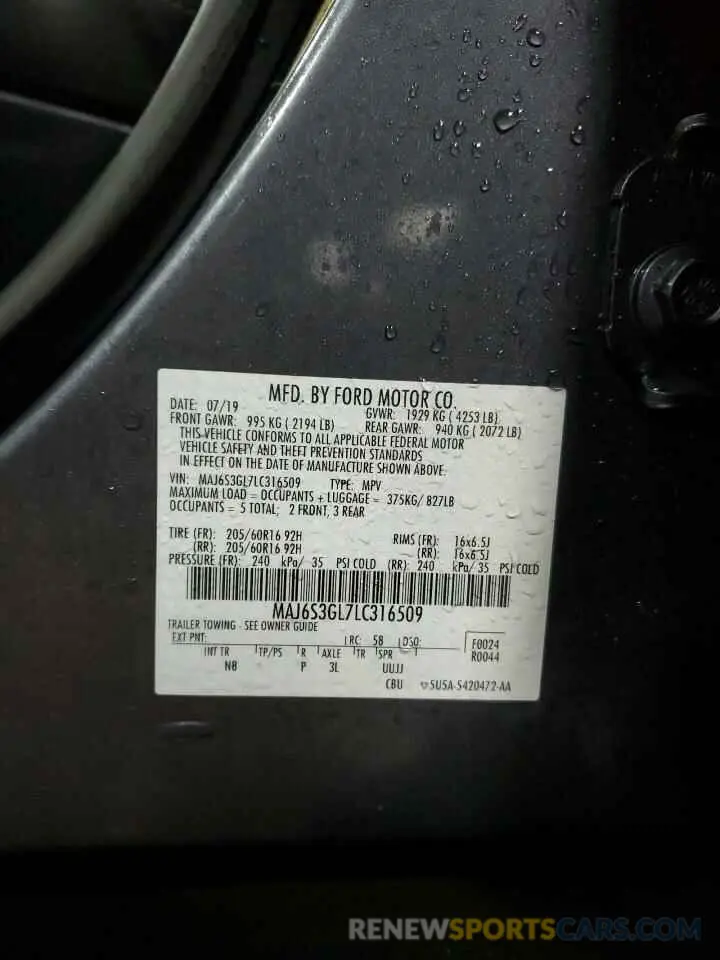 MFD. BY FORD MOTOR CO.
DATE: 07/19 GVWR: 1929 KG ( 4253 LB)
FRONT GAWR: 995 KG ( 2194 LB) REAR GAWR: 940 KG ( 2072 LB)
THIS VEHICLE CONFORMS TO ALL APPLICABLE FEDERAL MOTOR
VEHICLE SAFETY AND THEFT PREVENTION STANDARDS
IN EFFECT ON THE DATE OF MANUFACTURE SHOWN ABOVE.
VIN: MAJ6S3GL7LC316509 TYPE: MPV
MAXIMUM LOAD = OCCUPANTS + LUGGAGE = 375KG/ 827LB
OCCUPANTS = 5 TOTAL; 2 FRONT, 3 REAR
TIRE (FR): 205/60R16 92H RIMS (FR): 16x6.5J
(RR): 205/60R16 92H (RR): 16x6.5J
PRESSURE (FR): 240 kPa/ 35 PSI COLD (RR): 240 kPa/ 35 PSI COLD
MAJ6S3GL7LC316509
TRAILER TOWING - SEE OWNER GUIDE
EXT PNT: RC: 58 DSO: F0024
INT TR TP/PS R AXLE TR SPR R0044
NB P 3L UUJJ
CBU 5U5A-5420472-AA
RENEWSPORTSCARS.COM